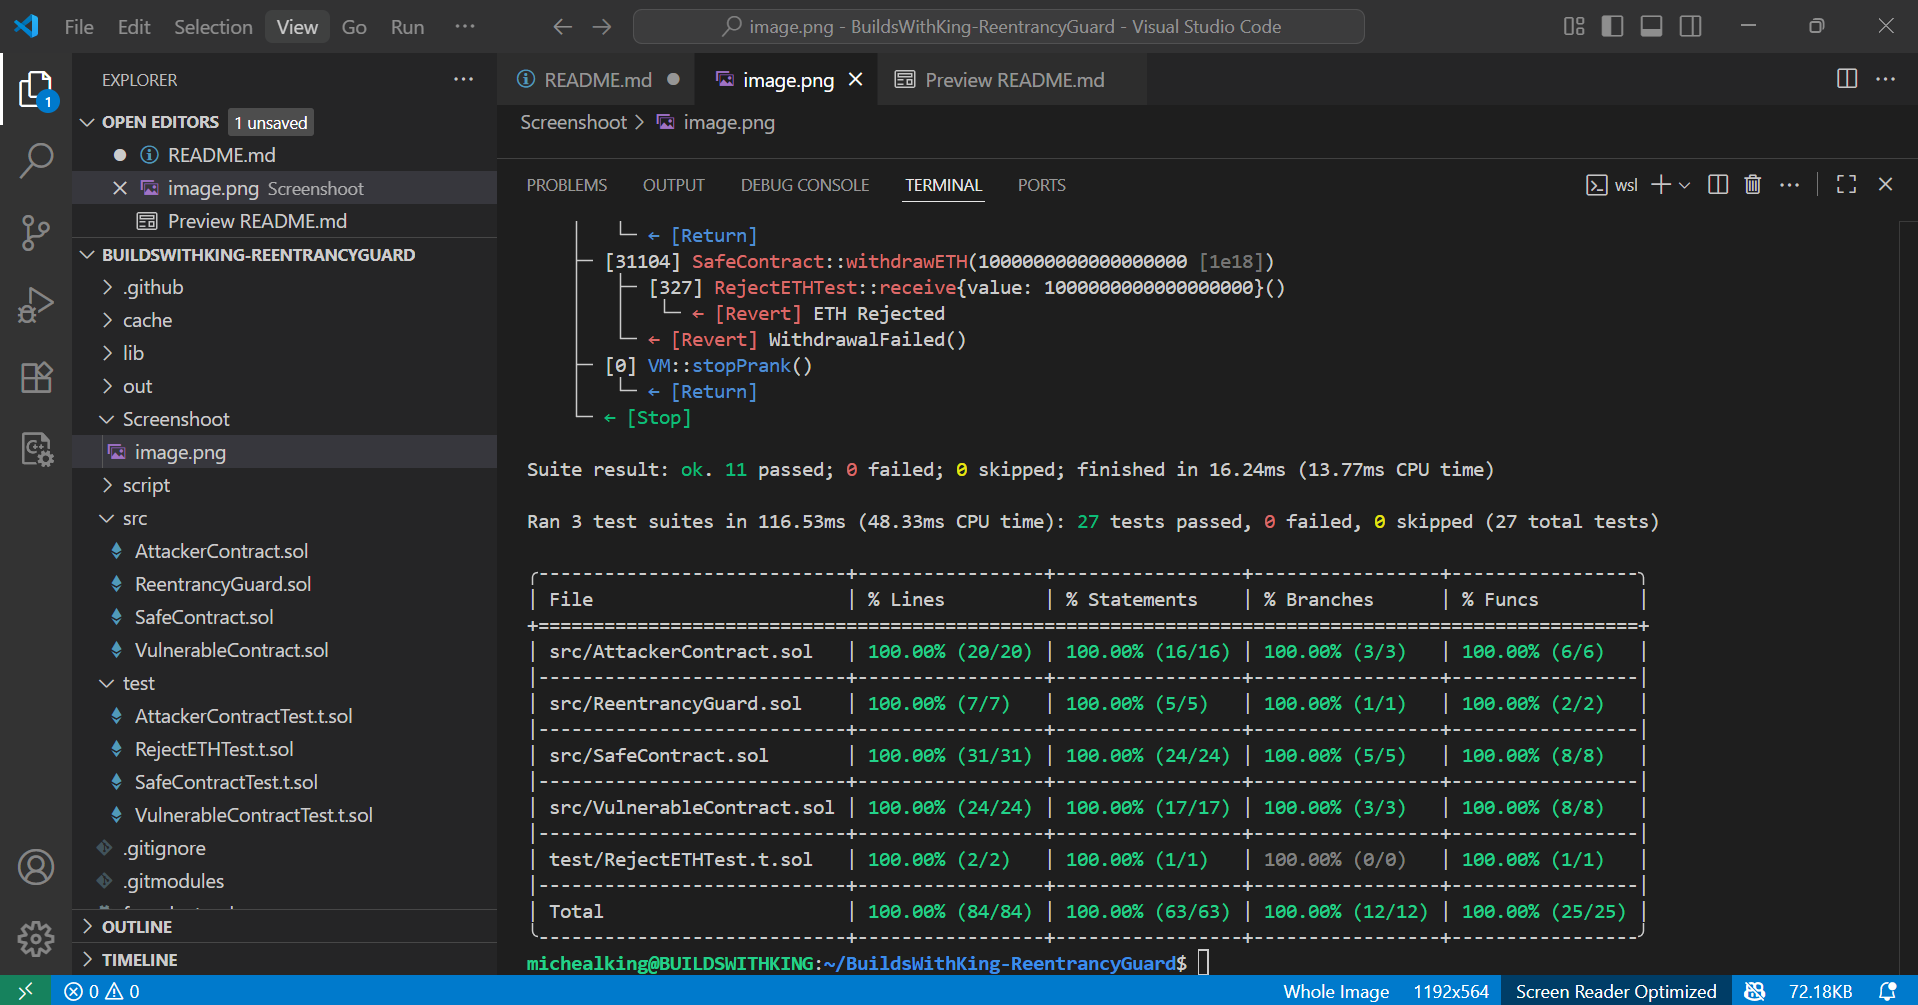 File Edit Selection View Go Run ···
image.png - BuildsWithKing-ReentrancyGuard - Visual Studio Code
EXPLORER
README.md
image.png
Preview README.md
OPEN EDITORS 1 unsaved
README.md
image.png Screenshoot
Preview README.md
BUILDSWITHKING-REENTRANCYGUARD
.github
cache
lib
out
Screenshoot
image.png
script
src
AttackerContract.sol
ReentrancyGuard.sol
SafeContract.sol
VulnerableContract.sol
test
AttackerContractTest.t.sol
RejectETHTest.t.sol
SafeContractTest.t.sol
VulnerableContractTest.t.sol
.gitignore
.gitmodules
OUTLINE
TIMELINE
1
Screenshoot > image.png
PROBLEMS OUTPUT DEBUG CONSOLE TERMINAL PORTS
wsl
└─ ← [Return]
├─ [31104] SafeContract::withdrawETH(1000000000000000000 [1e18])
│ ├─ [327] RejectETHTest::receive{value: 1000000000000000000}()
│ │ └─ ← [Revert] ETH Rejected
│ └─ ← [Revert] WithdrawalFailed()
├─ [0] VM::stopPrank()
│ └─ ← [Return]
└─ ← [Stop]
Suite result: ok. 11 passed; 0 failed; 0 skipped; finished in 16.24ms (13.77ms CPU time)
Ran 3 test suites in 116.53ms (48.33ms CPU time): 27 tests passed, 0 failed, 0 skipped (27 total tests)
| File | % Lines | % Statements | % Branches | % Funcs |
| src/AttackerContract.sol | 100.00% (20/20) | 100.00% (16/16) | 100.00% (3/3) | 100.00% (6/6) |
| src/ReentrancyGuard.sol | 100.00% (7/7) | 100.00% (5/5) | 100.00% (1/1) | 100.00% (2/2) |
| src/SafeContract.sol | 100.00% (31/31) | 100.00% (24/24) | 100.00% (5/5) | 100.00% (8/8) |
| src/VulnerableContract.sol | 100.00% (24/24) | 100.00% (17/17) | 100.00% (3/3) | 100.00% (8/8) |
| test/RejectETHTest.t.sol | 100.00% (2/2) | 100.00% (1/1) | 100.00% (0/0) | 100.00% (1/1) |
| Total | 100.00% (84/84) | 100.00% (63/63) | 100.00% (12/12) | 100.00% (25/25) |
michealking@BUILDSWITHKING:~/BuildsWithKing-ReentrancyGuard$
0 0
Whole Image 1192x564 Screen Reader Optimized 72.18KB